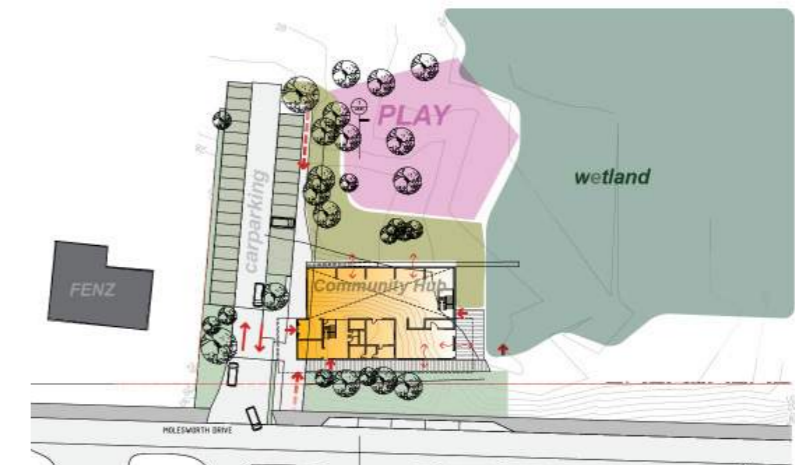 PLAY
wetland
carparking
FENZ
Community Hub
MOLESWORTH DRIVE